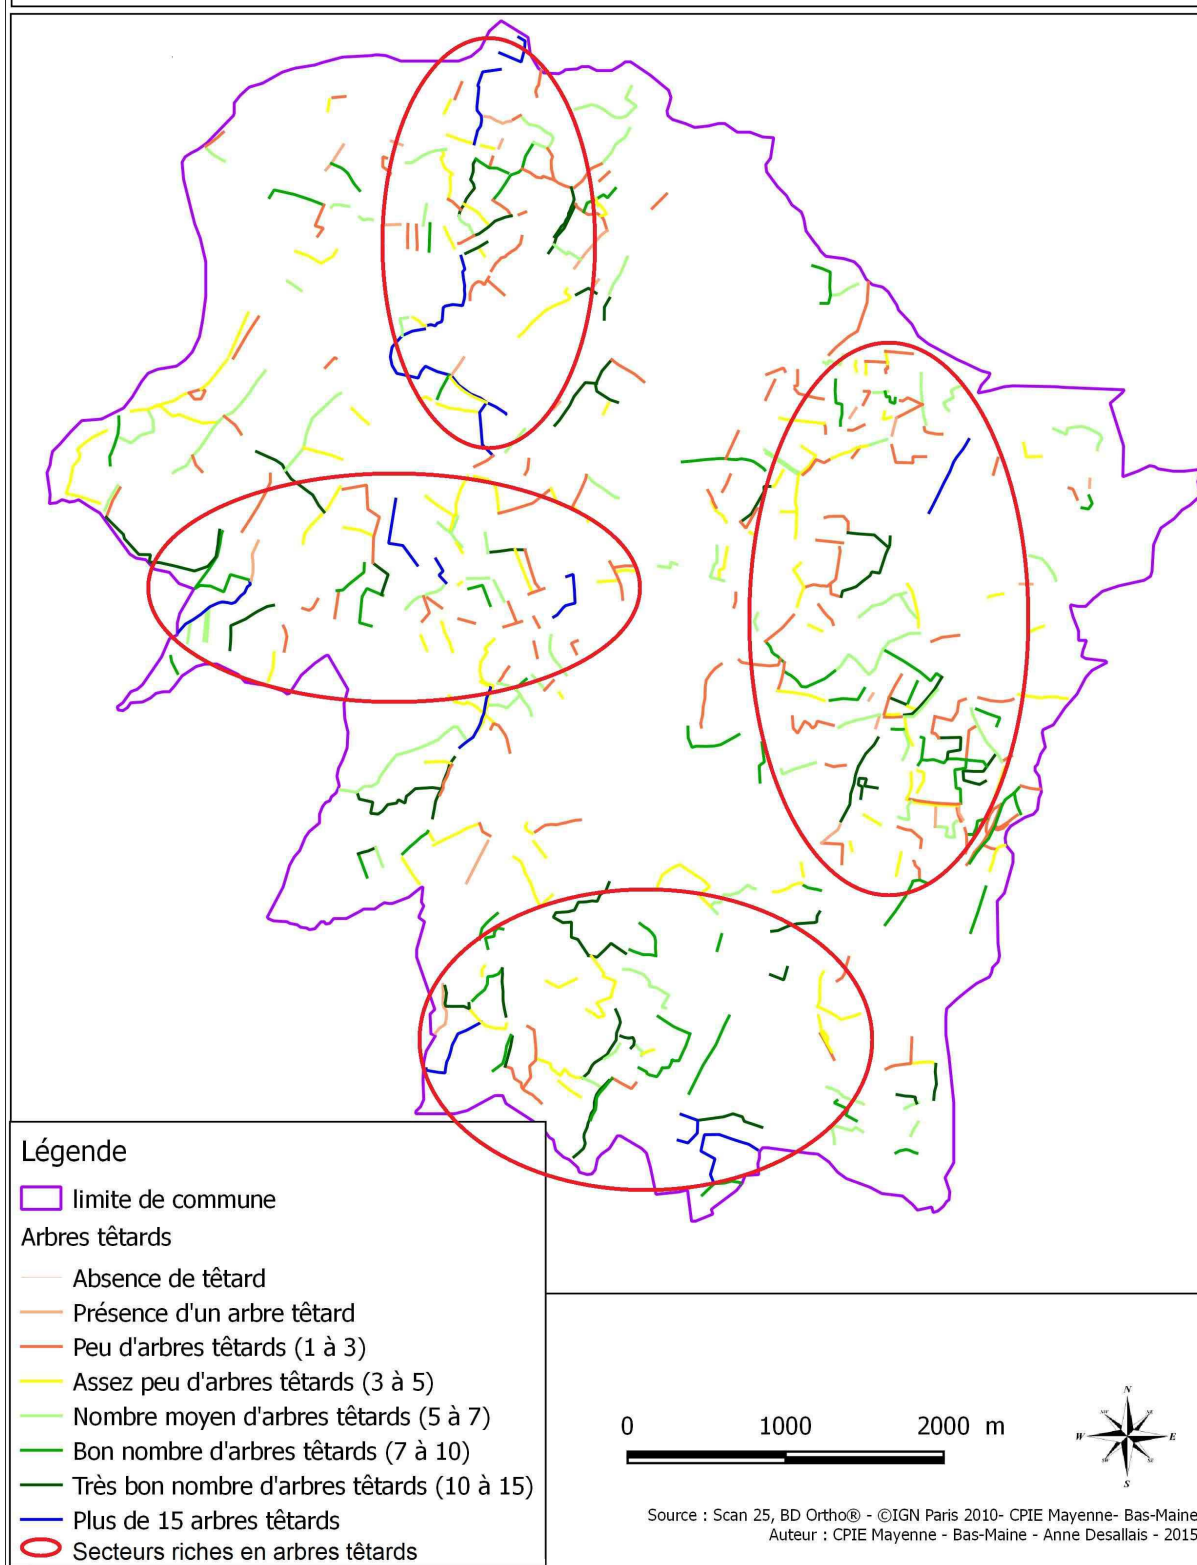 Légende
limite de commune
Arbres têtards
Absence de têtard
Présence d'un arbre têtard
Peu d'arbres têtards (1 à 3)
Assez peu d'arbres têtards (3 à 5)
Nombre moyen d'arbres têtards (5 à 7)
Bon nombre d'arbres têtards (7 à 10)
Très bon nombre d'arbres têtards (10 à 15)
Plus de 15 arbres têtards
Secteurs riches en arbres têtards
0 1000 2000 m
N
W E
S
Source : Scan 25, BD Ortho® - ©IGN Paris 2010- CPIE Mayenne- Bas-Maine
Auteur : CPIE Mayenne - Bas-Maine - Anne Desallais - 2015